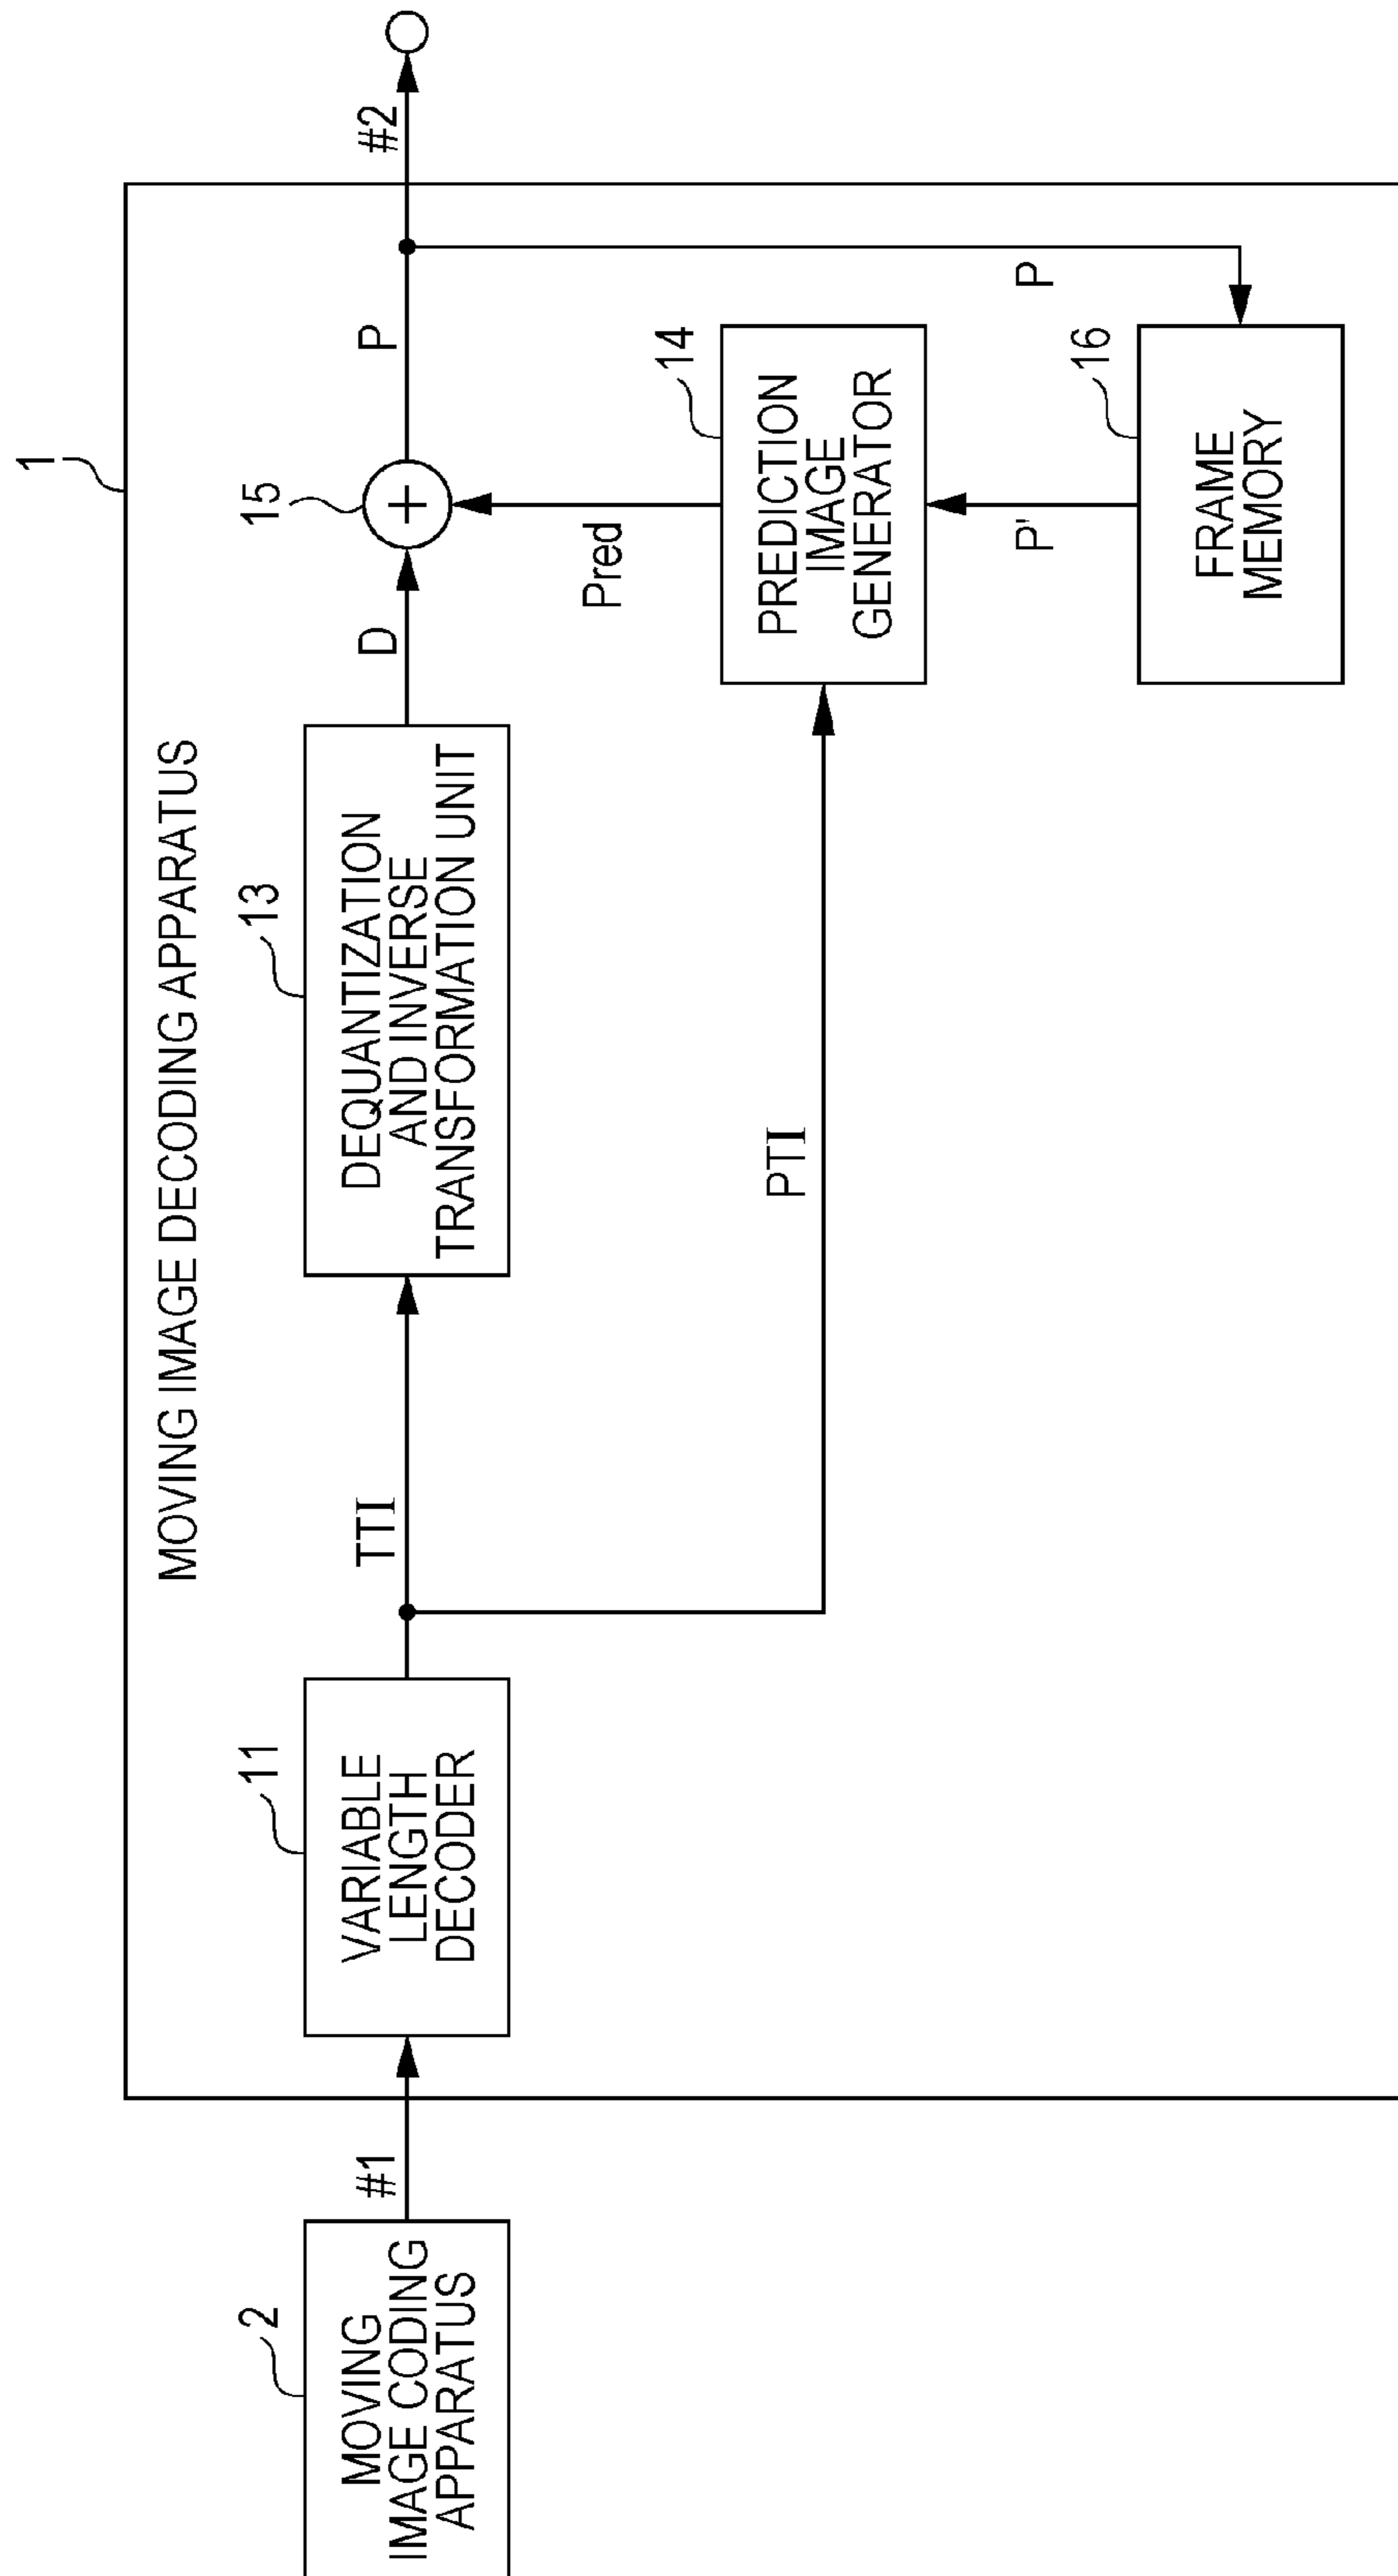 1
MOVING IMAGE DECODING APPARATUS
2
MOVING
IMAGE CODING
APPARATUS
#1
11
VARIABLE
LENGTH
DECODER
TTI
13
DEQUANTIZATION
AND INVERSE
TRANSFORMATION UNIT
D
15
+
P
#2
Pred
PTI
14
PREDICTION
IMAGE
GENERATOR
P'
P
16
FRAME
MEMORY